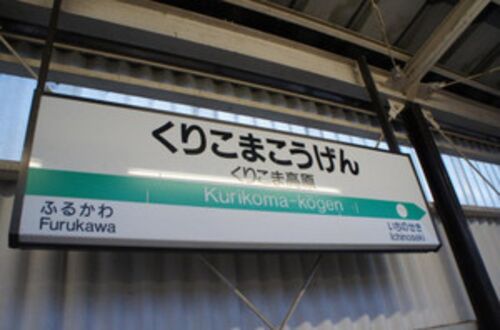 くりこまこうげん
くりこま高原
Kurikoma-kōgen
ふるかわ
Furukawa
いちのせき
Ichinoseki